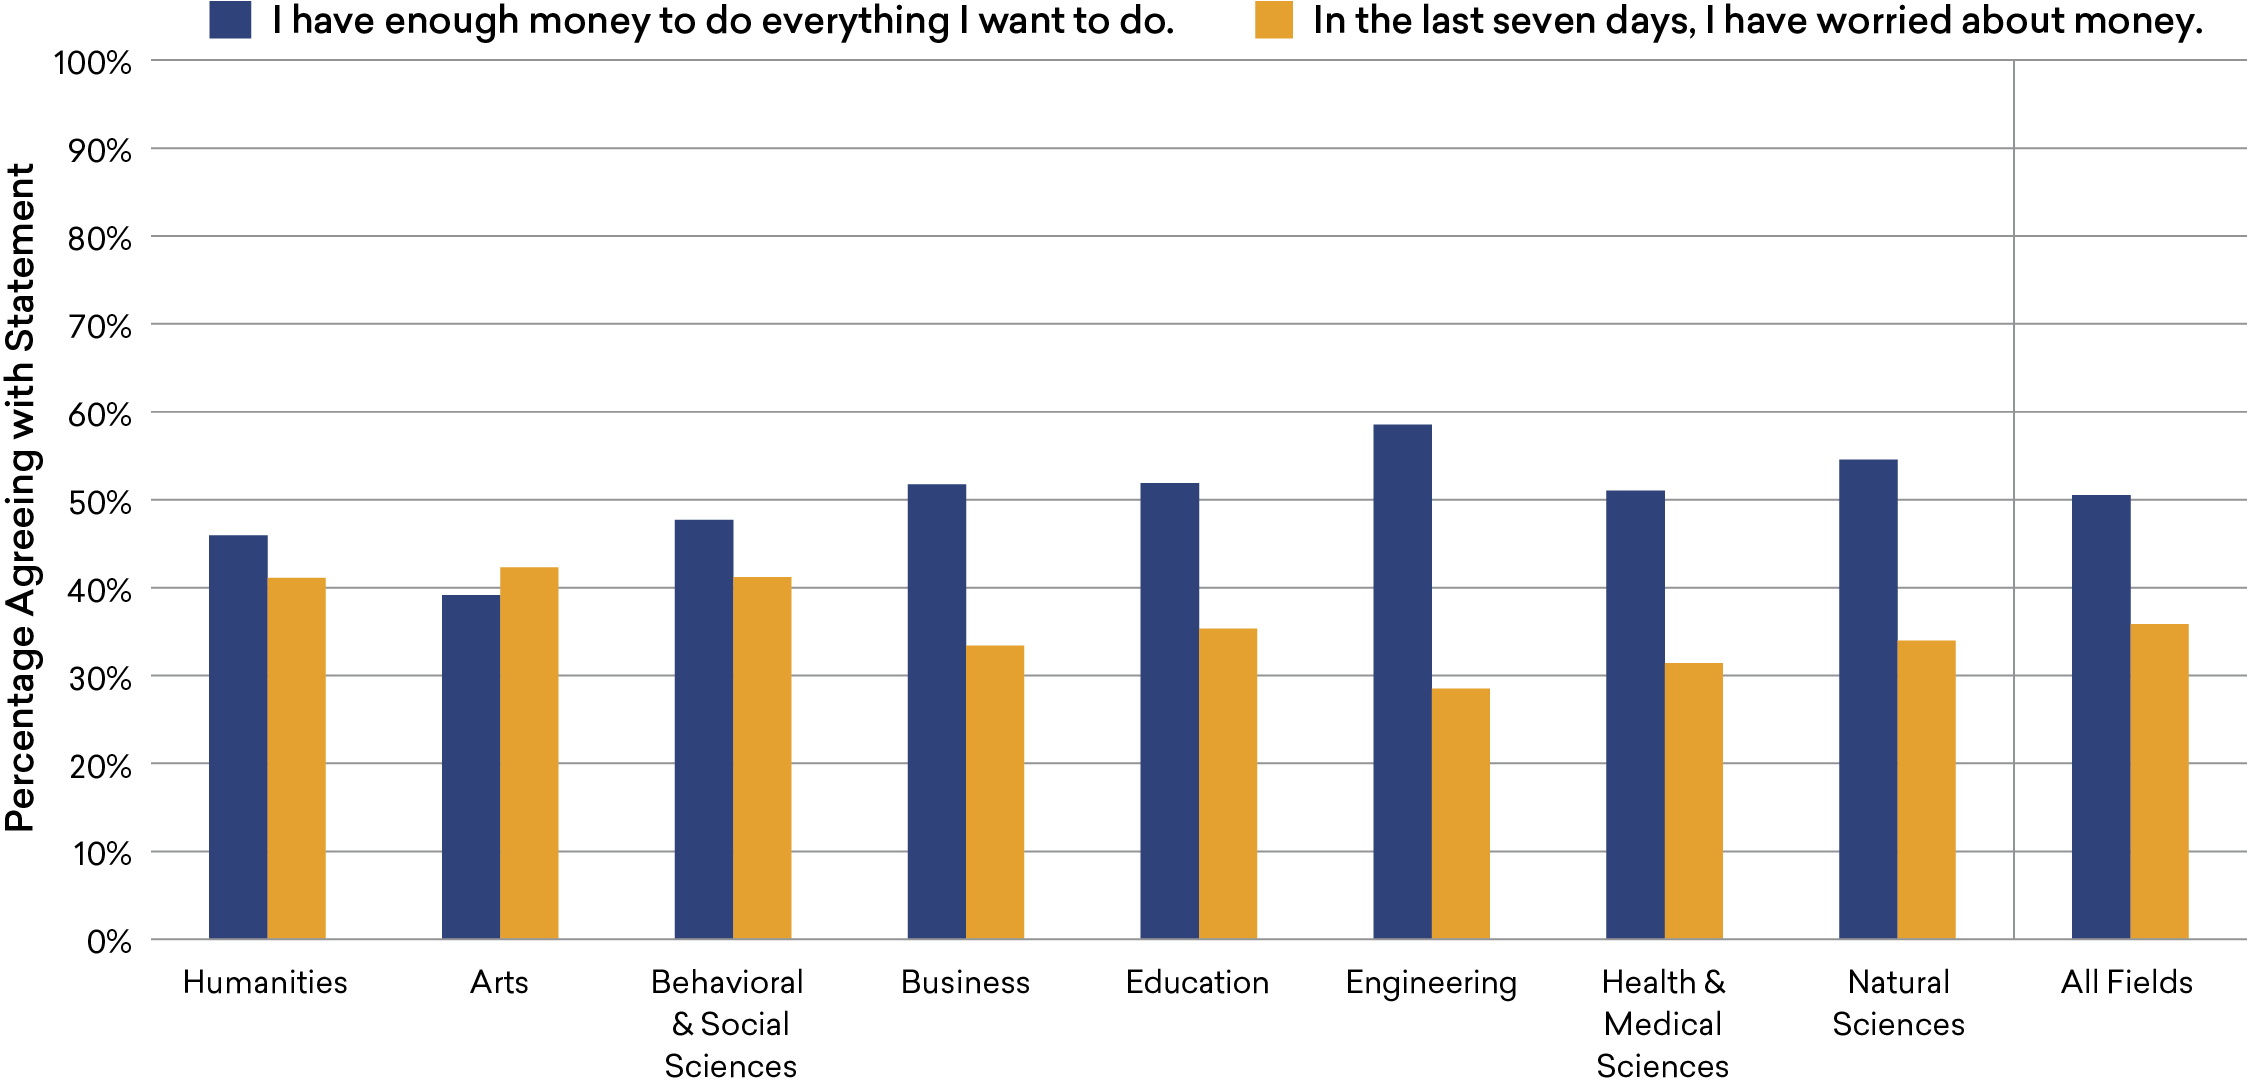 I have enough money to do everything I want to do.
In the last seven days, I have worried about money.
Percentage Agreeing with Statement
100%
90%
80%
70%
60%
50%
40%
30%
20%
10%
0%
Humanities
Arts
Behavioral
& Social
Sciences
Business
Education
Engineering
Health &
Medical
Sciences
Natural
Sciences
All Fields